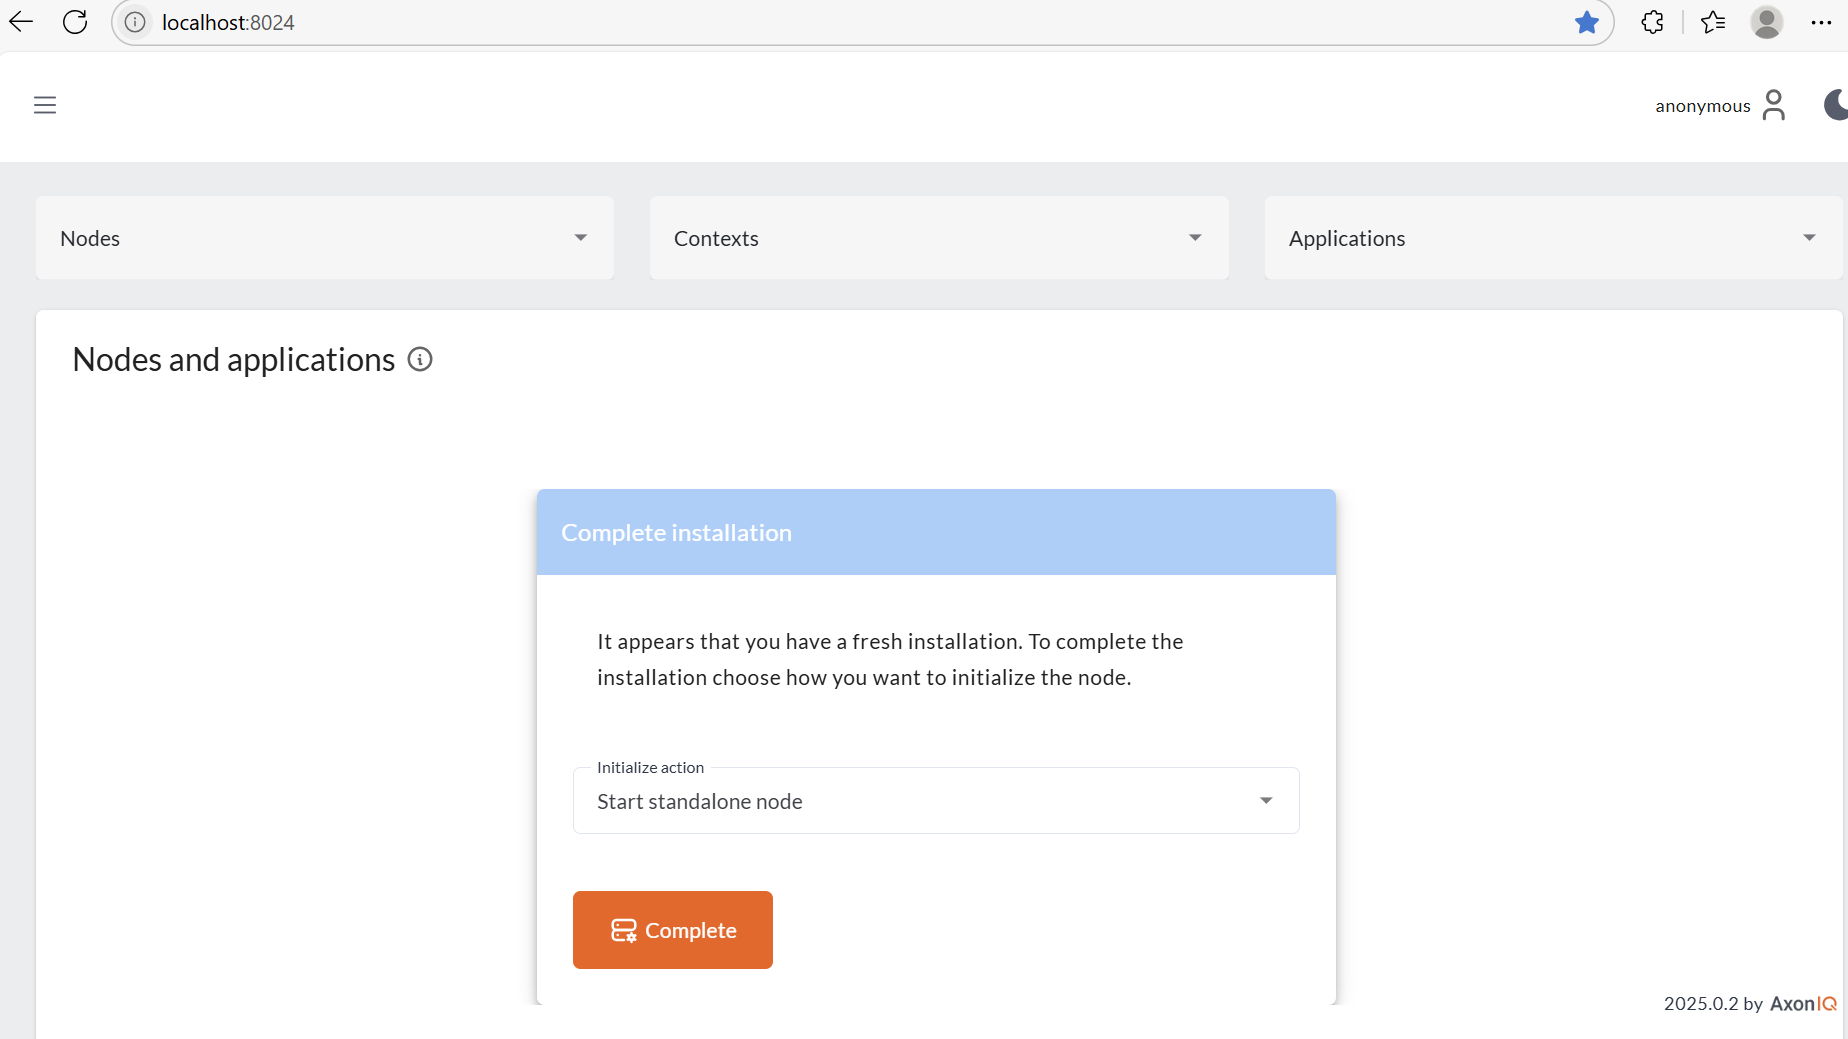 localhost:8024
anonymous
Nodes
Contexts
Applications
Nodes and applications
Complete installation
It appears that you have a fresh installation. To complete the
installation choose how you want to initialize the node.
Initialize action
Start standalone node
Complete
2025.0.2 by AxonIQ